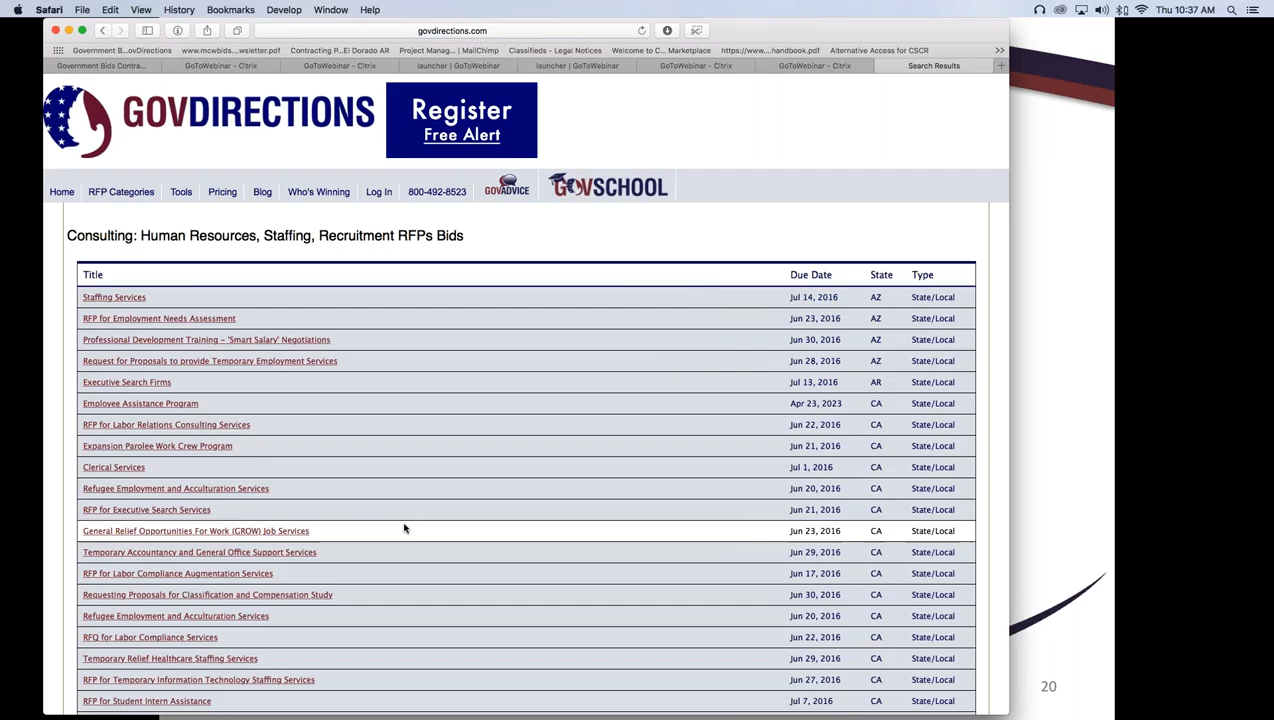 Safari File Edit View History Bookmarks Develop Window Help Thu 10:37 AM
govdirections.com
Government B...ovDirections www.mcwbids....wsletter.pdf Contracting P...El Dorado AR Project Manag... | MailChimp Classifieds - Legal Notices Welcome to C... Marketplace https://www....handbook.pdf Alternative Access for CSCR >>
Government Bids Contra... GoToWebinar - Citrix GoToWebinar - Citrix launcher | GoToWebinar launcher | GoToWebinar GoToWebinar - Citrix GoToWebinar - Citrix Search Results +
GOVDIRECTIONS
Register
Free Alert
Home RFP Categories Tools Pricing Blog Who's Winning Log In 800-492-8523 GOVADVICE GOVSCHOOL
Consulting: Human Resources, Staffing, Recruitment RFPs Bids
Title Due Date State Type
Staffing Services Jul 14, 2016 AZ State/Local
RFP for Employment Needs Assessment Jun 23, 2016 AZ State/Local
Professional Development Training - 'Smart Salary' Negotiations Jun 30, 2016 AZ State/Local
Request for Proposals to provide Temporary Employment Services Jun 28, 2016 AZ State/Local
Executive Search Firms Jul 13, 2016 AR State/Local
Employee Assistance Program Apr 23, 2023 CA State/Local
RFP for Labor Relations Consulting Services Jun 22, 2016 CA State/Local
Expansion Parolee Work Crew Program Jun 21, 2016 CA State/Local
Clerical Services Jul 1, 2016 CA State/Local
Refugee Employment and Acculturation Services Jun 20, 2016 CA State/Local
RFP for Executive Search Services Jun 21, 2016 CA State/Local
General Relief Opportunities For Work (GROW) Job Services Jun 23, 2016 CA State/Local
Temporary Accountancy and General Office Support Services Jun 29, 2016 CA State/Local
RFP for Labor Compliance Augmentation Services Jun 17, 2016 CA State/Local
Requesting Proposals for Classification and Compensation Study Jun 30, 2016 CA State/Local
Refugee Employment and Acculturation Services Jun 20, 2016 CA State/Local
RFQ for Labor Compliance Services Jun 22, 2016 CA State/Local
Temporary Relief Healthcare Staffing Services Jun 29, 2016 CA State/Local
RFP for Temporary Information Technology Staffing Services Jun 27, 2016 CA State/Local
RFP for Student Intern Assistance Jul 7, 2016 CA State/Local
20